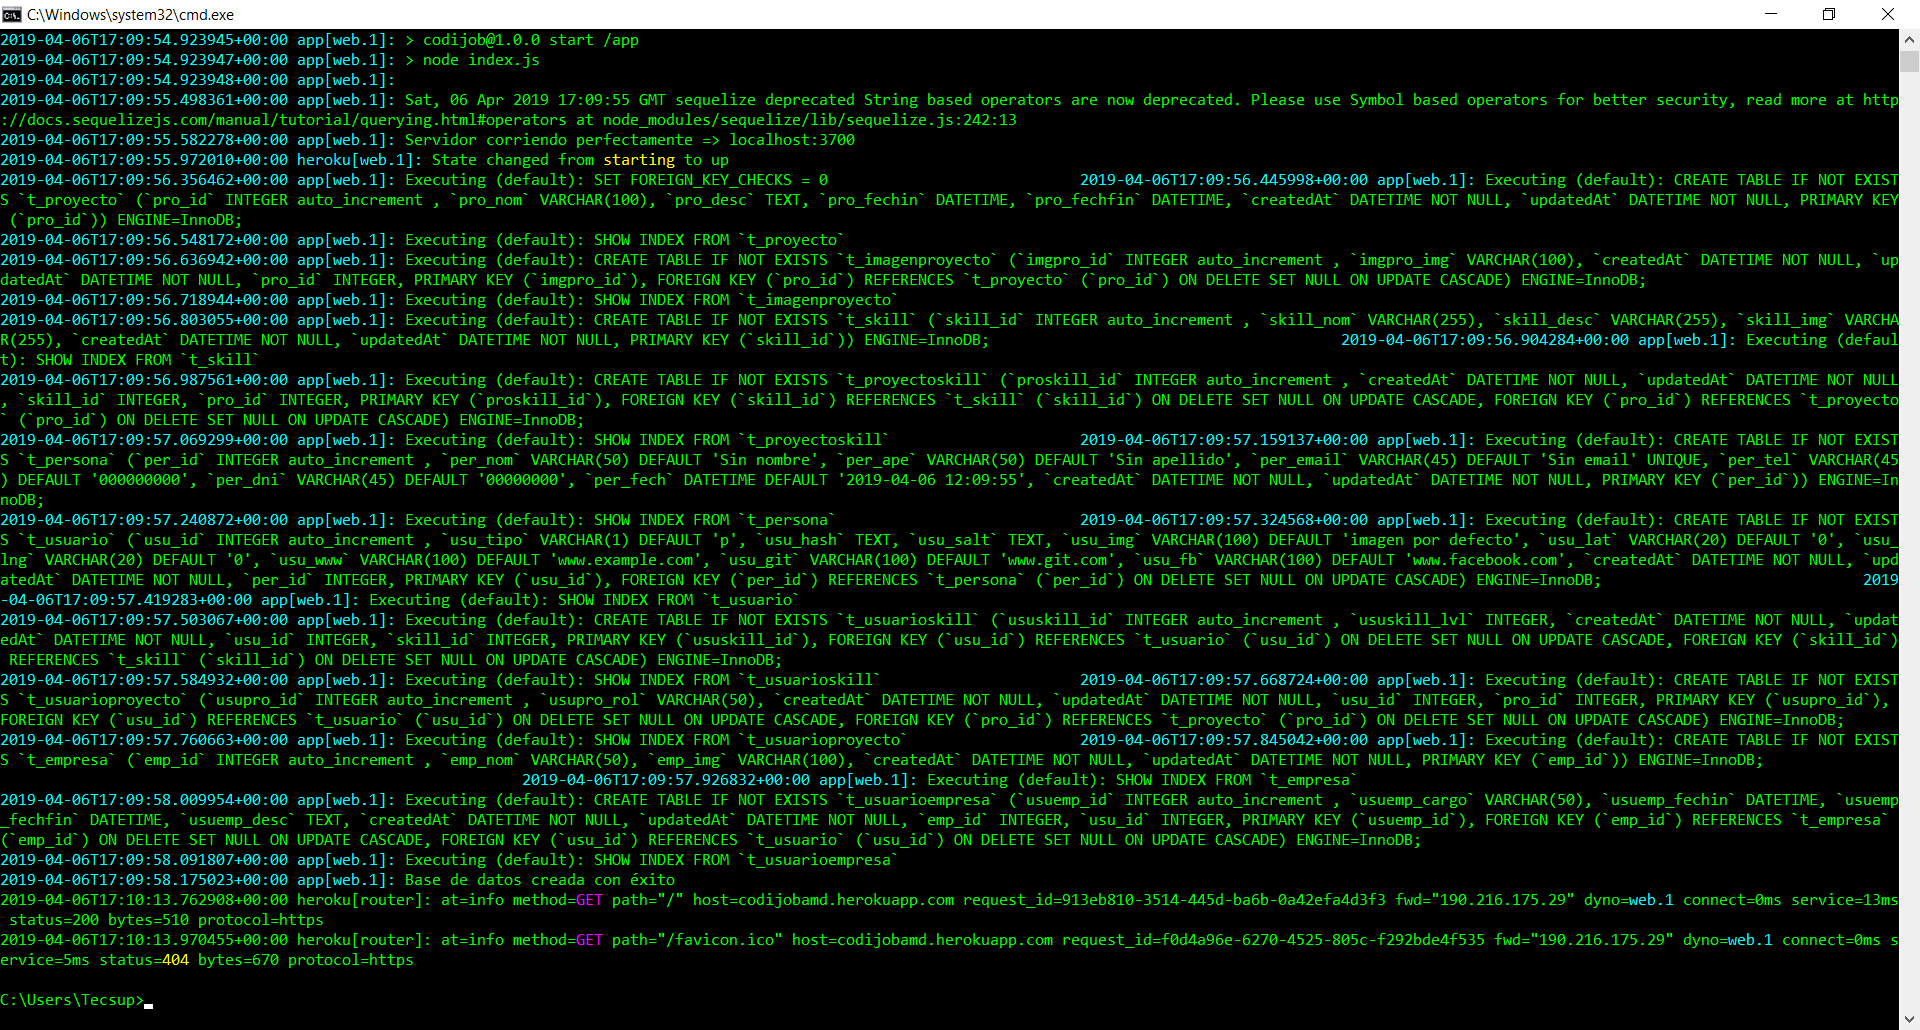 C:\Windows\system32\cmd.exe
2019-04-06T17:09:54.923945+00:00 app[web.1]: > codijob@1.0.0 start /app
2019-04-06T17:09:54.923947+00:00 app[web.1]: > node index.js
2019-04-06T17:09:54.923948+00:00 app[web.1]:
2019-04-06T17:09:55.498361+00:00 app[web.1]: Sat, 06 Apr 2019 17:09:55 GMT sequelize deprecated String based operators are now deprecated. Please use Symbol based operators for better security, read more at http
://docs.sequelizejs.com/manual/tutorial/querying.html#operators at node_modules/sequelize/lib/sequelize.js:242:13
2019-04-06T17:09:55.582278+00:00 app[web.1]: Servidor corriendo perfectamente => localhost:3700
2019-04-06T17:09:55.972010+00:00 heroku[web.1]: State changed from starting to up
2019-04-06T17:09:56.356462+00:00 app[web.1]: Executing (default): SET FOREIGN_KEY_CHECKS = 0 2019-04-06T17:09:56.445998+00:00 app[web.1]: Executing (default): CREATE TABLE IF NOT EXIST
S `t_proyecto` (`pro_id` INTEGER auto_increment , `pro_nom` VARCHAR(100), `pro_desc` TEXT, `pro_fechin` DATETIME, `pro_fechfin` DATETIME, `createdAt` DATETIME NOT NULL, `updatedAt` DATETIME NOT NULL, PRIMARY KEY
(`pro_id`)) ENGINE=InnoDB;
2019-04-06T17:09:56.548172+00:00 app[web.1]: Executing (default): SHOW INDEX FROM `t_proyecto`
2019-04-06T17:09:56.636942+00:00 app[web.1]: Executing (default): CREATE TABLE IF NOT EXISTS `t_imagenproyecto` (`imgpro_id` INTEGER auto_increment , `imgpro_img` VARCHAR(100), `createdAt` DATETIME NOT NULL, `up
datedAt` DATETIME NOT NULL, `pro_id` INTEGER, PRIMARY KEY (`imgpro_id`), FOREIGN KEY (`pro_id`) REFERENCES `t_proyecto` (`pro_id`) ON DELETE SET NULL ON UPDATE CASCADE) ENGINE=InnoDB;
2019-04-06T17:09:56.718944+00:00 app[web.1]: Executing (default): SHOW INDEX FROM `t_imagenproyecto`
2019-04-06T17:09:56.803055+00:00 app[web.1]: Executing (default): CREATE TABLE IF NOT EXISTS `t_skill` (`skill_id` INTEGER auto_increment , `skill_nom` VARCHAR(255), `skill_desc` VARCHAR(255), `skill_img` VARCHA
R(255), `createdAt` DATETIME NOT NULL, `updatedAt` DATETIME NOT NULL, PRIMARY KEY (`skill_id`)) ENGINE=InnoDB; 2019-04-06T17:09:56.904284+00:00 app[web.1]: Executing (defaul
t): SHOW INDEX FROM `t_skill`
2019-04-06T17:09:56.987561+00:00 app[web.1]: Executing (default): CREATE TABLE IF NOT EXISTS `t_proyectoskill` (`proskill_id` INTEGER auto_increment , `createdAt` DATETIME NOT NULL, `updatedAt` DATETIME NOT NULL
, `skill_id` INTEGER, `pro_id` INTEGER, PRIMARY KEY (`proskill_id`), FOREIGN KEY (`skill_id`) REFERENCES `t_skill` (`skill_id`) ON DELETE SET NULL ON UPDATE CASCADE, FOREIGN KEY (`pro_id`) REFERENCES `t_proyecto
` (`pro_id`) ON DELETE SET NULL ON UPDATE CASCADE) ENGINE=InnoDB;
2019-04-06T17:09:57.069299+00:00 app[web.1]: Executing (default): SHOW INDEX FROM `t_proyectoskill` 2019-04-06T17:09:57.159137+00:00 app[web.1]: Executing (default): CREATE TABLE IF NOT EXIST
S `t_persona` (`per_id` INTEGER auto_increment , `per_nom` VARCHAR(50) DEFAULT 'Sin nombre', `per_ape` VARCHAR(50) DEFAULT 'Sin apellido', `per_email` VARCHAR(45) DEFAULT 'Sin email' UNIQUE, `per_tel` VARCHAR(45
) DEFAULT '000000000', `per_dni` VARCHAR(45) DEFAULT '00000000', `per_fech` DATETIME DEFAULT '2019-04-06 12:09:55', `createdAt` DATETIME NOT NULL, `updatedAt` DATETIME NOT NULL, PRIMARY KEY (`per_id`)) ENGINE=In
noDB;
2019-04-06T17:09:57.240872+00:00 app[web.1]: Executing (default): SHOW INDEX FROM `t_persona` 2019-04-06T17:09:57.324568+00:00 app[web.1]: Executing (default): CREATE TABLE IF NOT EXIST
S `t_usuario` (`usu_id` INTEGER auto_increment , `usu_tipo` VARCHAR(1) DEFAULT 'p', `usu_hash` TEXT, `usu_salt` TEXT, `usu_img` VARCHAR(100) DEFAULT 'imagen por defecto', `usu_lat` VARCHAR(20) DEFAULT '0', `usu_
lng` VARCHAR(20) DEFAULT '0', `usu_www` VARCHAR(100) DEFAULT 'www.example.com', `usu_git` VARCHAR(100) DEFAULT 'www.git.com', `usu_fb` VARCHAR(100) DEFAULT 'www.facebook.com', `createdAt` DATETIME NOT NULL, `upd
atedAt` DATETIME NOT NULL, `per_id` INTEGER, PRIMARY KEY (`usu_id`), FOREIGN KEY (`per_id`) REFERENCES `t_persona` (`per_id`) ON DELETE SET NULL ON UPDATE CASCADE) ENGINE=InnoDB; 2019
-04-06T17:09:57.419283+00:00 app[web.1]: Executing (default): SHOW INDEX FROM `t_usuario`
2019-04-06T17:09:57.503067+00:00 app[web.1]: Executing (default): CREATE TABLE IF NOT EXISTS `t_usuarioskill` (`ususkill_id` INTEGER auto_increment , `ususkill_lvl` INTEGER, `createdAt` DATETIME NOT NULL, `updat
edAt` DATETIME NOT NULL, `usu_id` INTEGER, `skill_id` INTEGER, PRIMARY KEY (`ususkill_id`), FOREIGN KEY (`usu_id`) REFERENCES `t_usuario` (`usu_id`) ON DELETE SET NULL ON UPDATE CASCADE, FOREIGN KEY (`skill_id`)
REFERENCES `t_skill` (`skill_id`) ON DELETE SET NULL ON UPDATE CASCADE) ENGINE=InnoDB;
2019-04-06T17:09:57.584932+00:00 app[web.1]: Executing (default): SHOW INDEX FROM `t_usuarioskill` 2019-04-06T17:09:57.668724+00:00 app[web.1]: Executing (default): CREATE TABLE IF NOT EXIST
S `t_usuarioproyecto` (`usupro_id` INTEGER auto_increment , `usupro_rol` VARCHAR(50), `createdAt` DATETIME NOT NULL, `updatedAt` DATETIME NOT NULL, `usu_id` INTEGER, `pro_id` INTEGER, PRIMARY KEY (`usupro_id`),
FOREIGN KEY (`usu_id`) REFERENCES `t_usuario` (`usu_id`) ON DELETE SET NULL ON UPDATE CASCADE, FOREIGN KEY (`pro_id`) REFERENCES `t_proyecto` (`pro_id`) ON DELETE SET NULL ON UPDATE CASCADE) ENGINE=InnoDB;
2019-04-06T17:09:57.760663+00:00 app[web.1]: Executing (default): SHOW INDEX FROM `t_usuarioproyecto` 2019-04-06T17:09:57.845042+00:00 app[web.1]: Executing (default): CREATE TABLE IF NOT EXIST
S `t_empresa` (`emp_id` INTEGER auto_increment , `emp_nom` VARCHAR(50), `emp_img` VARCHAR(100), `createdAt` DATETIME NOT NULL, `updatedAt` DATETIME NOT NULL, PRIMARY KEY (`emp_id`)) ENGINE=InnoDB;
2019-04-06T17:09:57.926832+00:00 app[web.1]: Executing (default): SHOW INDEX FROM `t_empresa`
2019-04-06T17:09:58.009954+00:00 app[web.1]: Executing (default): CREATE TABLE IF NOT EXISTS `t_usuarioempresa` (`usuemp_id` INTEGER auto_increment , `usuemp_cargo` VARCHAR(50), `usuemp_fechin` DATETIME, `usuemp
_fechfin` DATETIME, `usuemp_desc` TEXT, `createdAt` DATETIME NOT NULL, `updatedAt` DATETIME NOT NULL, `emp_id` INTEGER, `usu_id` INTEGER, PRIMARY KEY (`usuemp_id`), FOREIGN KEY (`emp_id`) REFERENCES `t_empresa`
(`emp_id`) ON DELETE SET NULL ON UPDATE CASCADE, FOREIGN KEY (`usu_id`) REFERENCES `t_usuario` (`usu_id`) ON DELETE SET NULL ON UPDATE CASCADE) ENGINE=InnoDB;
2019-04-06T17:09:58.091807+00:00 app[web.1]: Executing (default): SHOW INDEX FROM `t_usuarioempresa`
2019-04-06T17:09:58.175023+00:00 app[web.1]: Base de datos creada con éxito
2019-04-06T17:10:13.762908+00:00 heroku[router]: at=info method=GET path="/" host=codijobamd.herokuapp.com request_id=913eb810-3514-445d-ba6b-0a42efa4d3f3 fwd="190.216.175.29" dyno=web.1 connect=0ms service=13ms
status=200 bytes=510 protocol=https
2019-04-06T17:10:13.970455+00:00 heroku[router]: at=info method=GET path="/favicon.ico" host=codijobamd.herokuapp.com request_id=f0d4a96e-6270-4525-805c-f292bde4f535 fwd="190.216.175.29" dyno=web.1 connect=0ms s
ervice=5ms status=404 bytes=670 protocol=https
C:\Users\Tecsup>